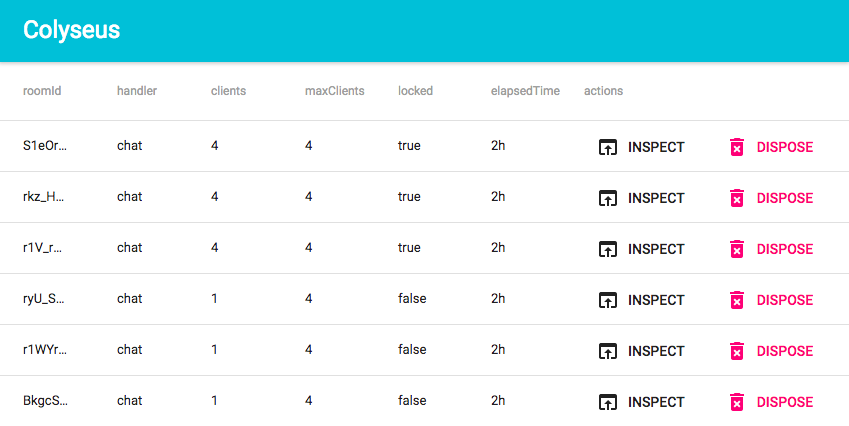 Colyseus
roomId handler clients maxClients locked elapsedTime actions
S1eOr... chat 4 4 true 2h INSPECT DISPOSE
rkz_H... chat 4 4 true 2h INSPECT DISPOSE
r1V_r... chat 4 4 true 2h INSPECT DISPOSE
ryU_S... chat 1 4 false 2h INSPECT DISPOSE
r1WYr... chat 1 4 false 2h INSPECT DISPOSE
BkgcS... chat 1 4 false 2h INSPECT DISPOSE